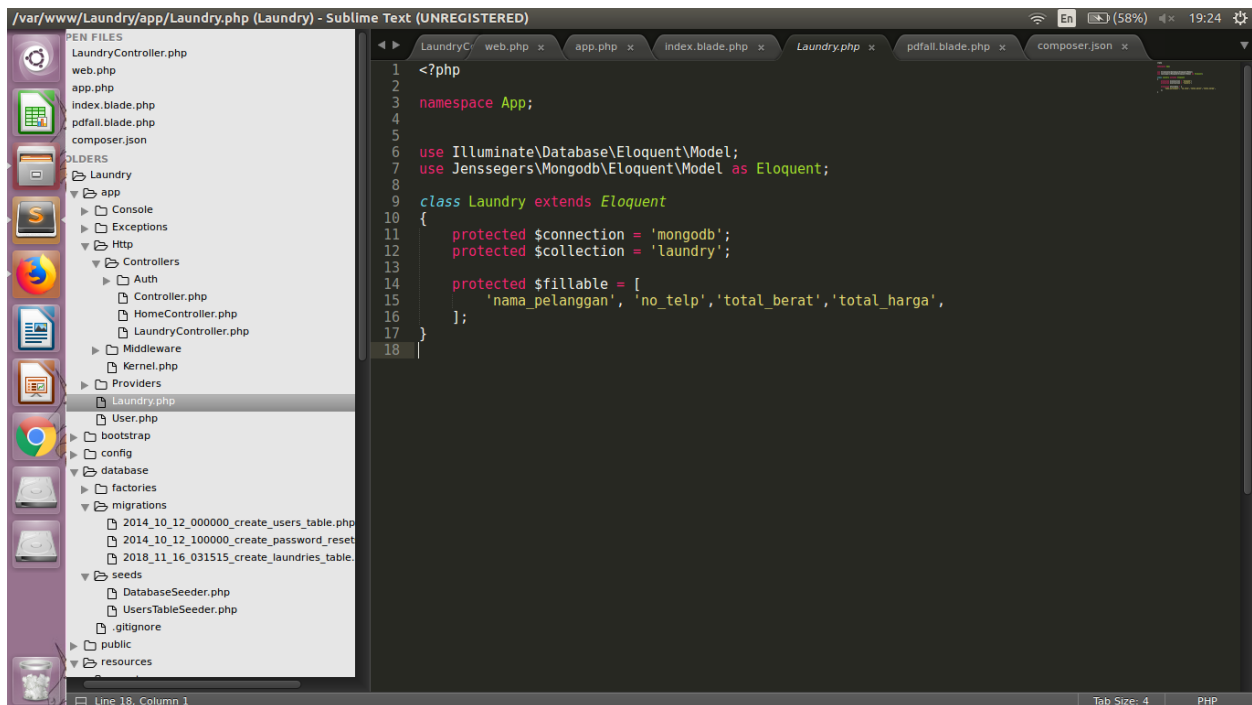 /var/www/Laundry/app/Laundry.php (Laundry) - Sublime Text (UNREGISTERED)
En (58%) 19:24
PEN FILES
LaundryController.php
web.php
app.php
index.blade.php
pdfall.blade.php
composer.json
OLDERS
Laundry
app
Console
Exceptions
Http
Controllers
Auth
Controller.php
HomeController.php
LaundryController.php
Middleware
Kernel.php
Providers
Laundry.php
User.php
bootstrap
config
database
factories
migrations
2014_10_12_000000_create_users_table.php
2014_10_12_100000_create_password_reset
2018_11_16_031515_create_laundries_table.
seeds
DatabaseSeeder.php
UsersTableSeeder.php
.gitignore
public
resources
LaundryC web.php x app.php x index.blade.php x Laundry.php x pdfall.blade.php x composer.json x
1 <?php
2
3 namespace App;
4
5
6 use Illuminate\Database\Eloquent\Model;
7 use Jenssegers\Mongodb\Eloquent\Model as Eloquent;
8
9 class Laundry extends Eloquent
10 {
11 protected $connection = 'mongodb';
12 protected $collection = 'laundry';
13
14 protected $fillable = [
15 'nama_pelanggan', 'no_telp','total_berat','total_harga',
16 ];
17 }
18
Line 18, Column 1
Tab Size: 4 PHP